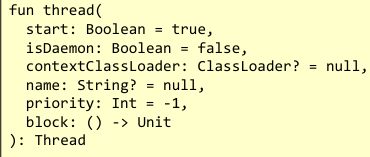 fun thread(
  start: Boolean = true,
  isDaemon: Boolean = false,
  contextClassLoader: ClassLoader? = null,
  name: String? = null,
  priority: Int = -1,
  block: () -> Unit
): Thread